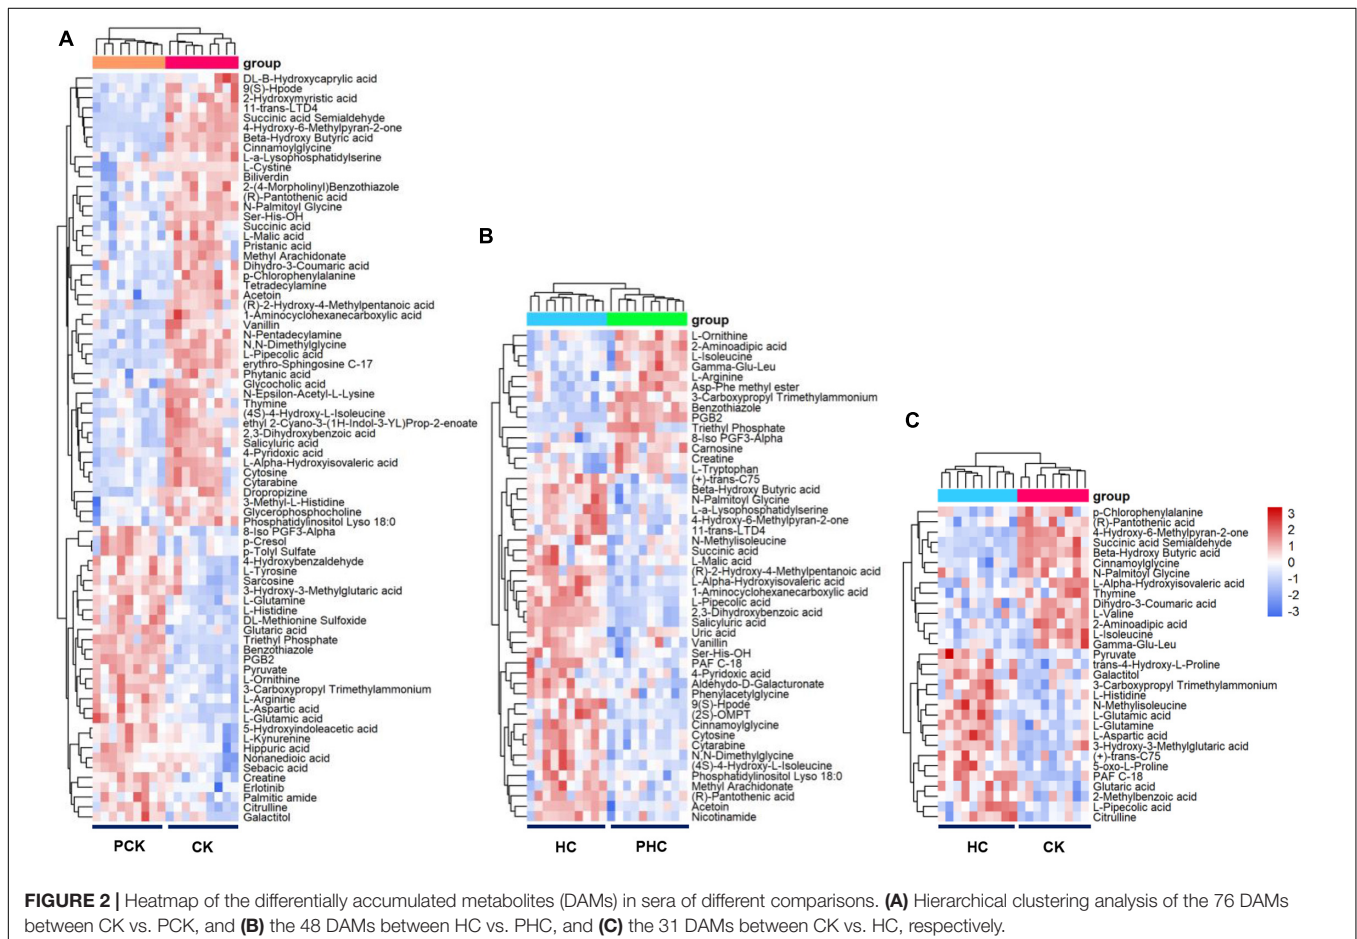 A
group
DL-B-Hydroxycaprylic acid
9(S)-Hpode
2-Hydroxymyristic acid
11-trans-LTD4
Succinic acid Semialdehyde
4-Hydroxy-6-Methylpyran-2-one
Beta-Hydroxy Butyric acid
Cinnamoylglycine
L-a-Lysophosphatidylserine
L-Cystine
Biliverdin
2-(4-Morpholinyl)Benzothiazole
(R)-Pantothenic acid
N-Palmitoyl Glycine
Ser-His-OH
Succinic acid
L-Malic acid
Pristanic acid
Methyl Arachidonate
Dihydro-3-Coumaric acid
p-Chlorophenylalanine
Tetradecylamine
Acetoin
(R)-2-Hydroxy-4-Methylpentanoic acid
1-Aminocyclohexanecarboxylic acid
Vanillin
N-Pentadecylamine
N,N-Dimethylglycine
L-Pipecolic acid
erythro-Sphingosine C-17
Phytanic acid
Glycocholic acid
N-Epsilon-Acetyl-L-Lysine
Thymine
(4S)-4-Hydroxy-L-Isoleucine
ethyl 2-Cyano-3-(1H-Indol-3-YL)Prop-2-enoate
2,3-Dihydroxybenzoic acid
Salicyluric acid
4-Pyridoxic acid
L-Alpha-Hydroxyisovaleric acid
Cytosine
Cytarabine
Dropropizine
3-Methyl-L-Histidine
Glycerophosphocholine
Phosphatidylinositol Lyso 18:0
8-Iso PGF3-Alpha
p-Cresol
p-Tolyl Sulfate
4-Hydroxybenzaldehyde
L-Tyrosine
Sarcosine
3-Hydroxy-3-Methylglutaric acid
L-Glutamine
L-Histidine
DL-Methionine Sulfoxide
Glutaric acid
Triethyl Phosphate
Benzothiazole
PGB2
Pyruvate
L-Ornithine
3-Carboxypropyl Trimethylammonium
L-Arginine
L-Aspartic acid
L-Glutamic acid
5-Hydroxyindoleacetic acid
L-Kynurenine
Hippuric acid
Nonanedioic acid
Sebacic acid
Creatine
Erlotinib
Palmitic amide
Citrulline
Galactitol
PCK CK
B
group
L-Ornithine
2-Aminoadipic acid
L-Isoleucine
Gamma-Glu-Leu
L-Arginine
Asp-Phe methyl ester
3-Carboxypropyl Trimethylammonium
Benzothiazole
PGB2
Triethyl Phosphate
8-Iso PGF3-Alpha
Carnosine
Creatine
L-Tryptophan
(+)-trans-C75
Beta-Hydroxy Butyric acid
N-Palmitoyl Glycine
L-a-Lysophosphatidylserine
4-Hydroxy-6-Methylpyran-2-one
11-trans-LTD4
N-Methylisoleucine
Succinic acid
L-Malic acid
(R)-2-Hydroxy-4-Methylpentanoic acid
L-Alpha-Hydroxyisovaleric acid
1-Aminocyclohexanecarboxylic acid
L-Pipecolic acid
2,3-Dihydroxybenzoic acid
Salicyluric acid
Uric acid
Vanillin
Ser-His-OH
PAF C-18
4-Pyridoxic acid
Aldehydo-D-Galacturonate
Phenylacetylglycine
9(S)-Hpode
(2S)-OMPT
Cinnamoylglycine
Cytosine
Cytarabine
N,N-Dimethylglycine
(4S)-4-Hydroxy-L-Isoleucine
Phosphatidylinositol Lyso 18:0
Methyl Arachidonate
(R)-Pantothenic acid
Acetoin
Nicotinamide
HC PHC
C
group
p-Chlorophenylalanine
(R)-Pantothenic acid
4-Hydroxy-6-Methylpyran-2-one
Succinic acid Semialdehyde
Beta-Hydroxy Butyric acid
Cinnamoylglycine
N-Palmitoyl Glycine
L-Alpha-Hydroxyisovaleric acid
Thymine
Dihydro-3-Coumaric acid
L-Valine
2-Aminoadipic acid
L-Isoleucine
Gamma-Glu-Leu
Pyruvate
trans-4-Hydroxy-L-Proline
Galactitol
3-Carboxypropyl Trimethylammonium
L-Histidine
N-Methylisoleucine
L-Glutamic acid
L-Glutamine
L-Aspartic acid
3-Hydroxy-3-Methylglutaric acid
(+)-trans-C75
5-oxo-L-Proline
PAF C-18
Glutaric acid
2-Methylbenzoic acid
L-Pipecolic acid
Citrulline
HC CK
3
2
1
0
-1
-2
-3
FIGURE 2 | Heatmap of the differentially accumulated metabolites (DAMs) in sera of different comparisons. (A) Hierarchical clustering analysis of the 76 DAMs
between CK vs. PCK, and (B) the 48 DAMs between HC vs. PHC, and (C) the 31 DAMs between CK vs. HC, respectively.